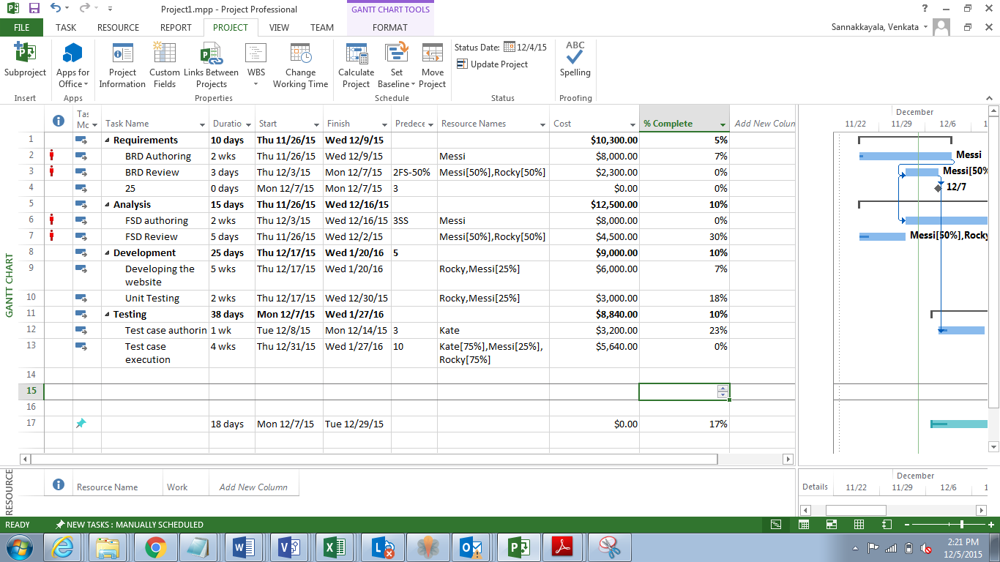 Project1.mpp - Project Professional
GANTT CHART TOOLS
FILE TASK RESOURCE REPORT PROJECT VIEW TEAM FORMAT
Sannakkayala, Venkata
Subproject
Apps for Office
Project Information
Custom Fields
Links Between Projects
WBS
Change Working Time
Calculate Project
Set Baseline
Move Project
Status Date: 12/4/15
Update Project
ABC
Spelling
Insert Apps Properties Schedule Status Proofing
Task Name Duratio Start Finish Predece Resource Names Cost % Complete Add New Colum
December
11/22 11/29 12/6 1
1 Requirements 10 days Thu 11/26/15 Wed 12/9/15 $10,300.00 5%
2 BRD Authoring 2 wks Thu 11/26/15 Wed 12/9/15 Messi $8,000.00 7% Messi
3 BRD Review 3 days Thu 12/3/15 Mon 12/7/15 2FS-50% Messi[50%],Rocky[50%] $2,300.00 0% Messi[50%
4 25 0 days Mon 12/7/15 Mon 12/7/15 3 $0.00 0% 12/7
5 Analysis 15 days Thu 11/26/15 Wed 12/16/15 $12,500.00 10%
6 FSD authoring 2 wks Thu 12/3/15 Wed 12/16/15 3SS Messi $8,000.00 0%
7 FSD Review 5 days Thu 11/26/15 Wed 12/2/15 Messi[50%],Rocky[50%] $4,500.00 30% Messi[50%],Rocky
8 Development 25 days Thu 12/17/15 Wed 1/20/16 5 $9,000.00 10%
9 Developing the website 5 wks Thu 12/17/15 Wed 1/20/16 Rocky,Messi[25%] $6,000.00 7%
10 Unit Testing 2 wks Thu 12/17/15 Wed 12/30/15 Rocky,Messi[25%] $3,000.00 18%
11 Testing 38 days Mon 12/7/15 Wed 1/27/16 $8,840.00 10%
12 Test case authorin 1 wk Tue 12/8/15 Mon 12/14/15 3 Kate $3,200.00 23%
13 Test case execution 4 wks Thu 12/31/15 Wed 1/27/16 10 Kate[75%],Messi[25%], Rocky[75%] $5,640.00 0%
14
15
16
17 18 days Mon 12/7/15 Tue 12/29/15 $0.00 17%
GANTT CHART
RESOURCE
Resource Name Work Add New Column
December
Details 11/22 11/29 12/6 1
READY NEW TASKS : MANUALLY SCHEDULED
2:21 PM
12/5/2015